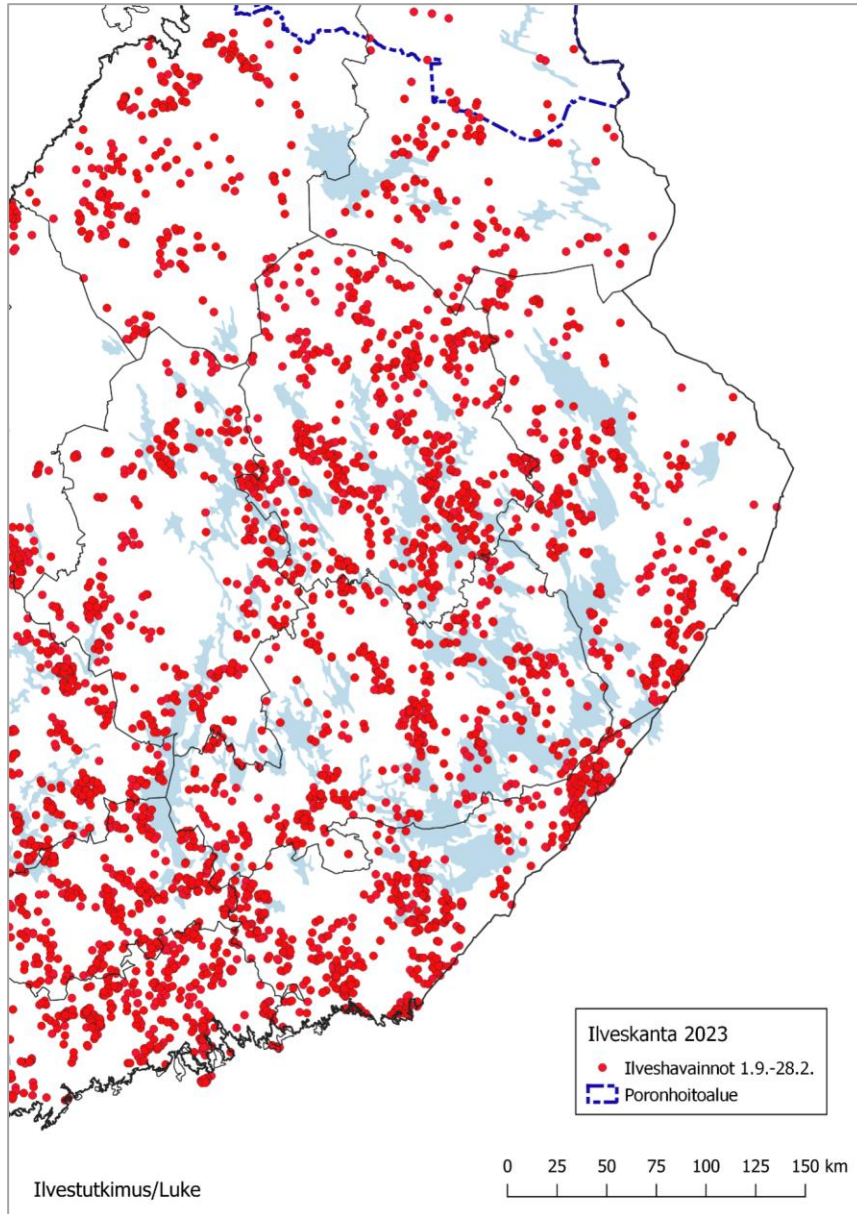 Ilveskanta 2023
Ilveshavainnot 1.9.-28.2.
Poronhoitoalue
0 25 50 75 100 125 150 km
Ilvestutkimus/Luke